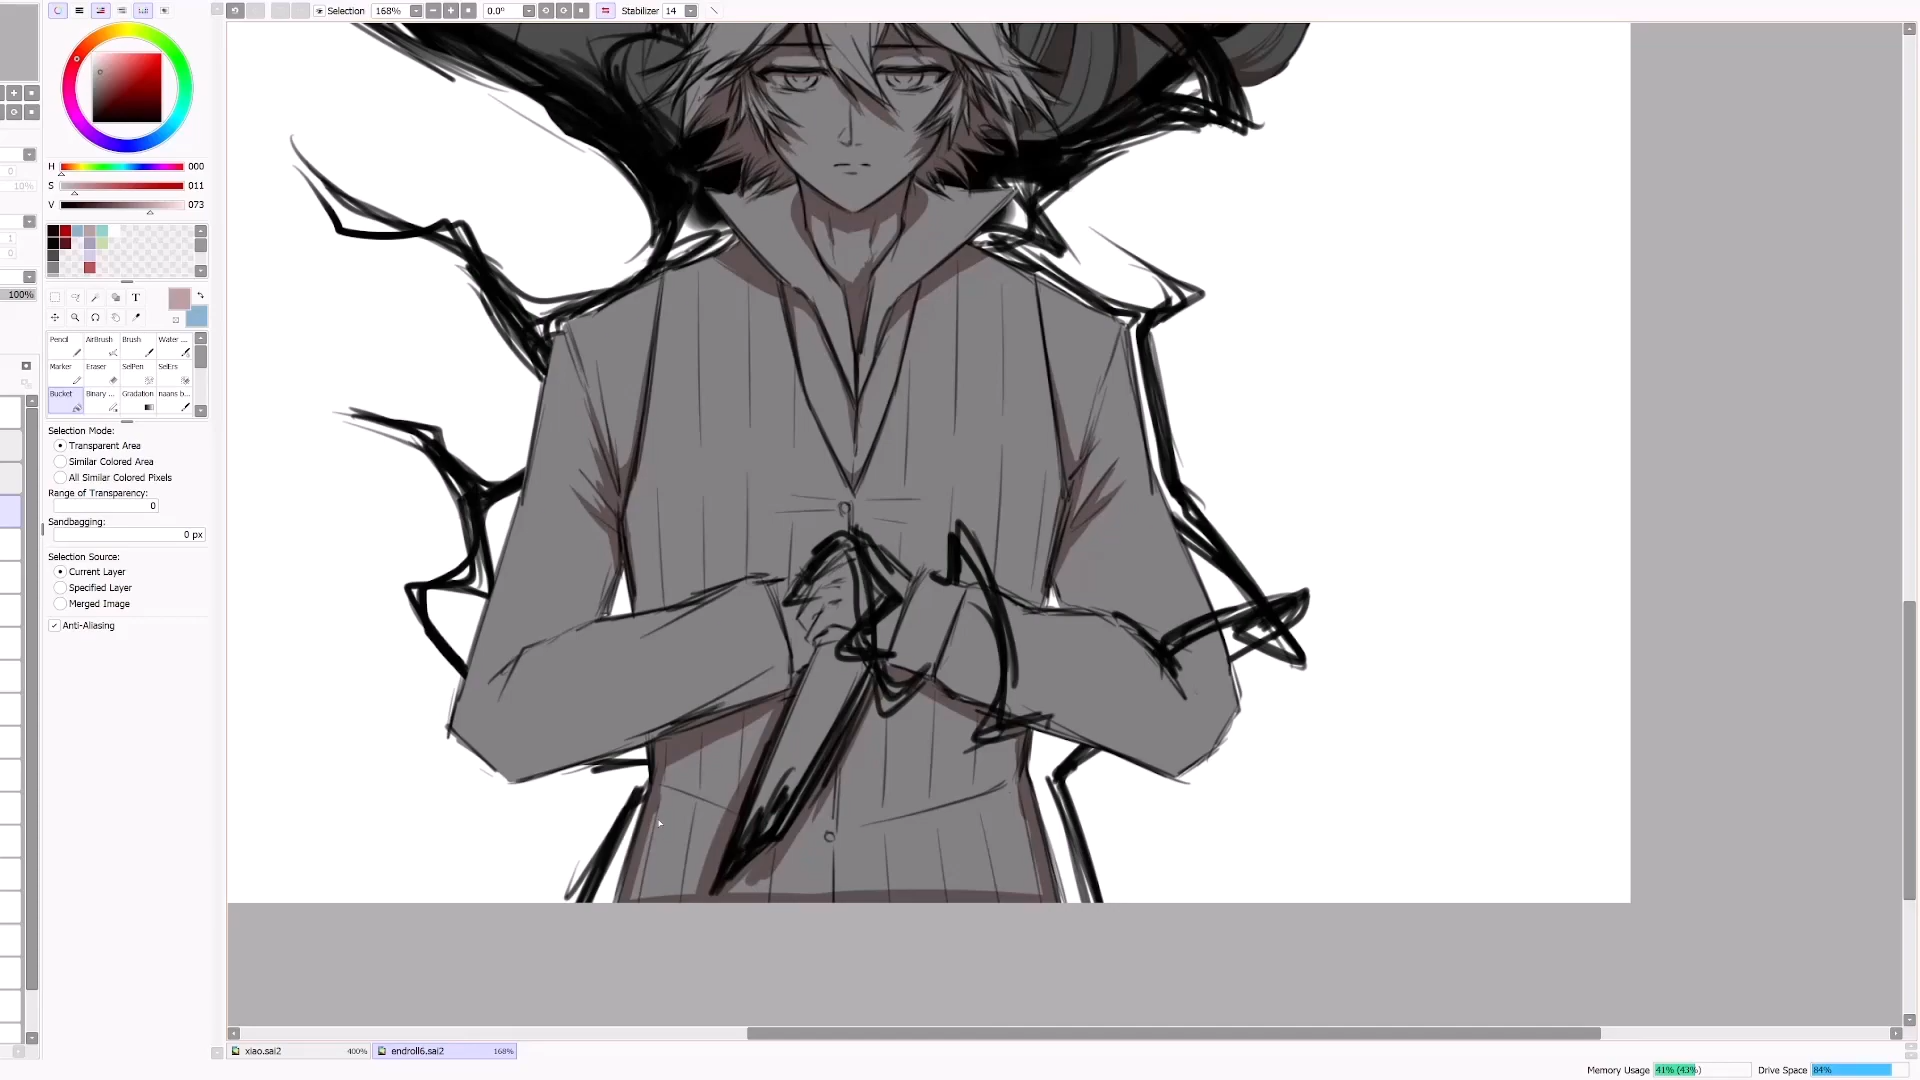 Selection 168% 0.0° Stabilizer 14
H 000
S 011
V 073
10%
100%
T
Pencil AirBrush Brush Water ...
Marker Eraser SelPen SelErs
Bucket Binary ... Gradation naans b...
Selection Mode:
Transparent Area
Similar Colored Area
All Similar Colored Pixels
Range of Transparency:
0
Sandbagging:
0 px
Selection Source:
Current Layer
Specified Layer
Merged Image
Anti-Aliasing
xiao.sai2 400% endroll6.sai2 168%
Memory Usage 41% (43%) Drive Space 84%